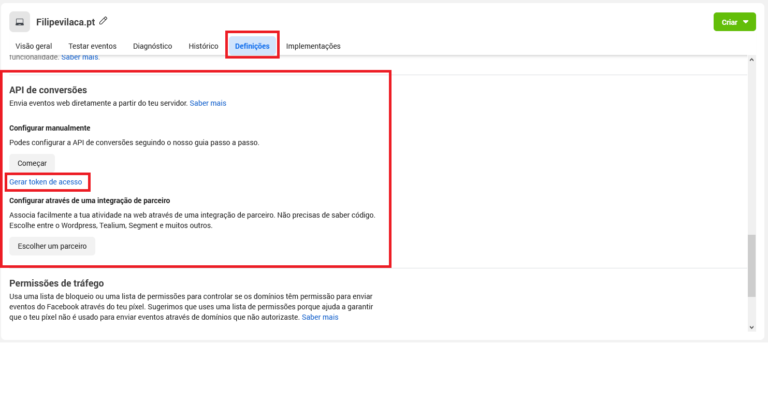 Filipevilaca.pt
Criar
Visão geral Testar eventos Diagnóstico Histórico Definições Implementações
funcionalidade. Saber mais.
API de conversões
Envia eventos web diretamente a partir do teu servidor. Saber mais
Configurar manualmente
Podes configurar a API de conversões seguindo o nosso guia passo a passo.
Começar
Gerar token de acesso
Configurar através de uma integração de parceiro
Associa facilmente a tua atividade na web através de uma integração de parceiro. Não precisas de saber código.
Escolhe entre o Wordpress, Tealium, Segment e muitos outros.
Escolher um parceiro
Permissões de tráfego
Usa uma lista de bloqueio ou uma lista de permissões para controlar se os domínios têm permissão para enviar
eventos do Facebook através do teu píxel. Sugerimos que uses uma lista de permissões porque ajuda a garantir
que o teu píxel não é usado para enviar eventos através de domínios que não autorizaste. Saber mais